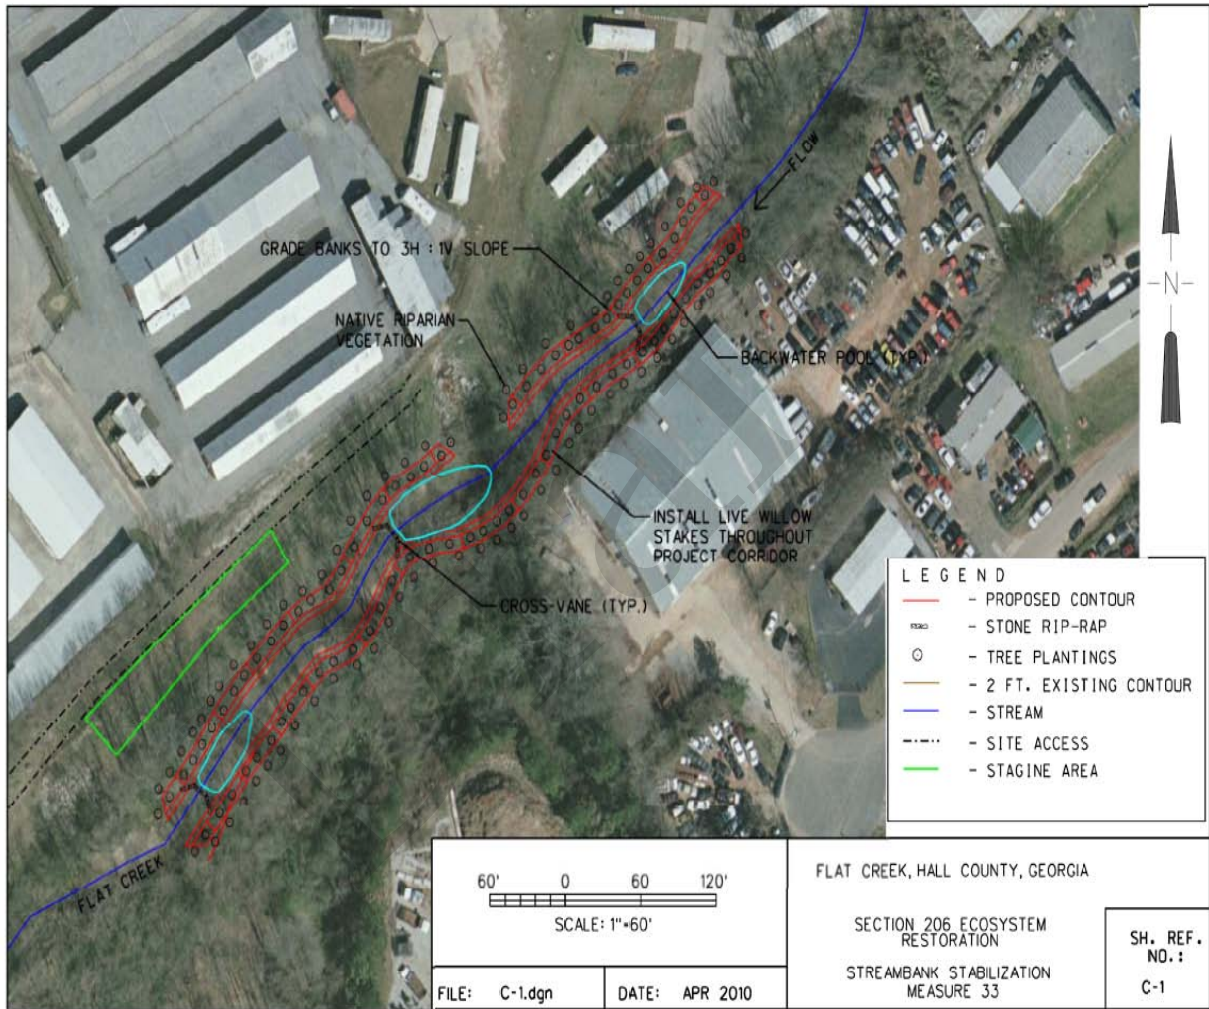 FLOW
GRADE BANKS TO 3H : 1V SLOPE
NATIVE RIPARIAN
VEGETATION
BACKWATER POOL (TYP.)
INSTALL LIVE WILLOW
STAKES THROUGHOUT
PROJECT CORRIDOR
CROSS-VANE (TYP.)
FLAT CREEK
N
LEGEND
- PROPOSED CONTOUR
- STONE RIP-RAP
- TREE PLANTINGS
- 2 FT. EXISTING CONTOUR
- STREAM
- SITE ACCESS
- STAGINE AREA
60' 0 60 120'
SCALE: 1"=60'
FILE: C-1.dgn
DATE: APR 2010
FLAT CREEK, HALL COUNTY, GEORGIA
SECTION 206 ECOSYSTEM
RESTORATION
STREAMBANK STABILIZATION
MEASURE 33
SH. REF.
NO.:
C-1